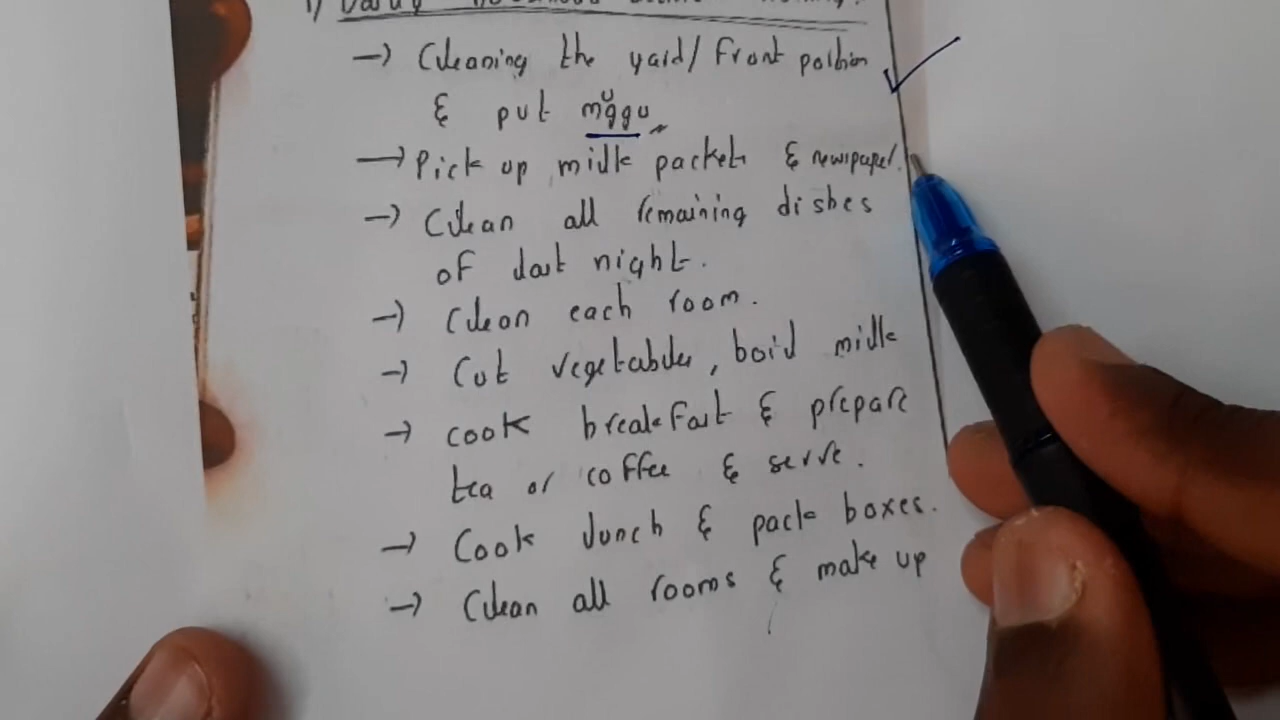 → Cleaning the yard/front portion
& put muggu
→ Pick up milk packets & newspaper.
→ Clean all remaining dishes
of last night.
→ Clean each room.
→ Cut vegetables, boil milk
→ cook breakfast & prepare
tea or coffee & serve.
→ Cook lunch & pack boxes.
→ Clean all rooms & make up